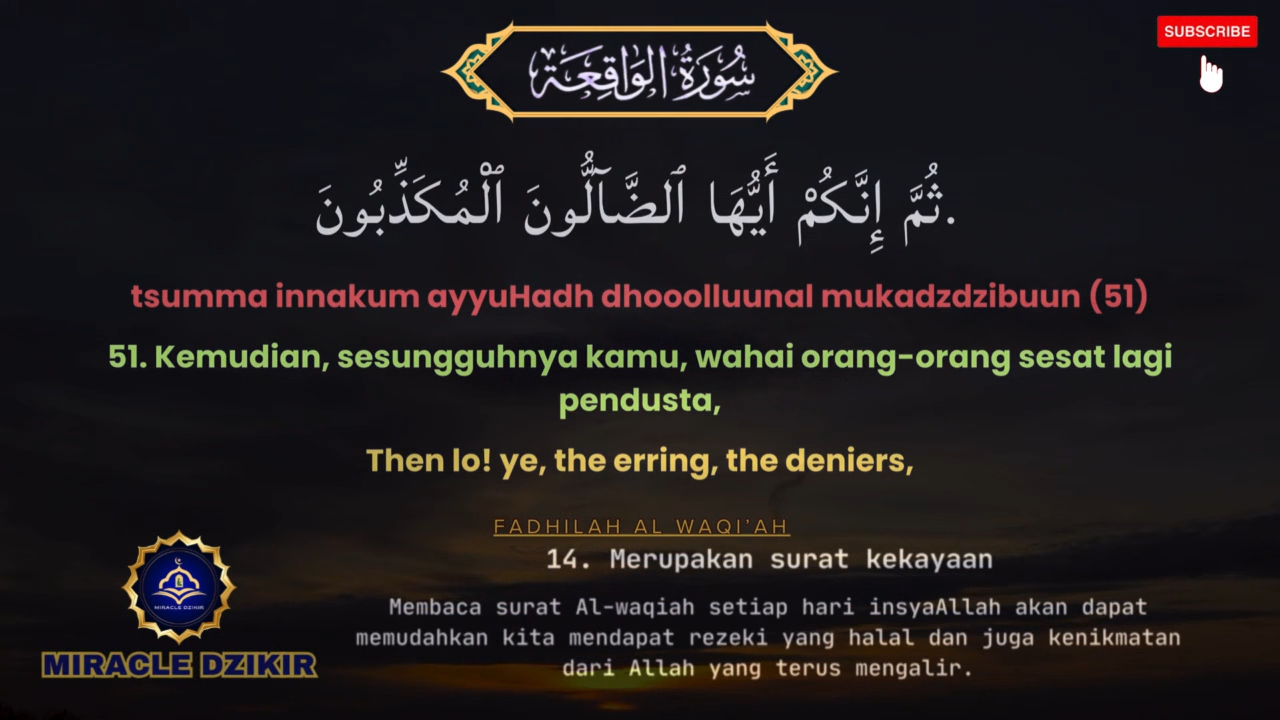 SUBSCRIBE
سُورَةُ الوَاقِعَة
ثُمَّ إِنَّكُمْ أَيُّهَا ٱلضَّآلُّونَ ٱلْمُكَذِّبُونَ.
tsumma innakum ayyuHadh dhooolluunal mukadzdzibuun (51)
51. Kemudian, sesungguhnya kamu, wahai orang-orang sesat lagi
pendusta,
Then lo! ye, the erring, the deniers,
FADHILAH AL WAQI'AH
14. Merupakan surat kekayaan
Membaca surat Al-waqiah setiap hari insyaAllah akan dapat
memudahkan kita mendapat rezeki yang halal dan juga kenikmatan
dari Allah yang terus mengalir.
MIRACLE DZIKIR
MIRACLE DZIKIR